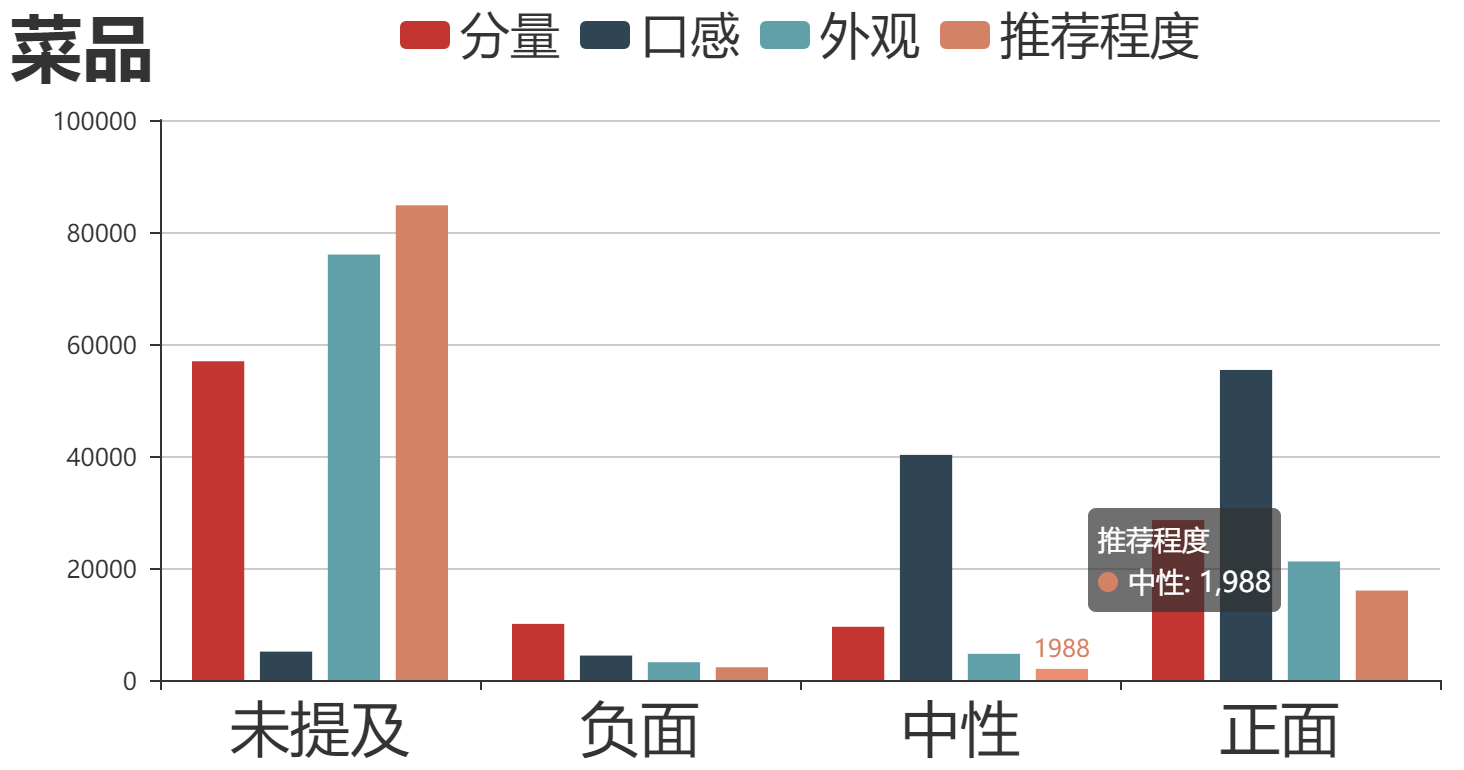 菜品
分量 口感 外观 推荐程度
100000
80000
60000
40000
20000
0
推荐程度
中性: 1,988
1988
未提及 负面 中性 正面